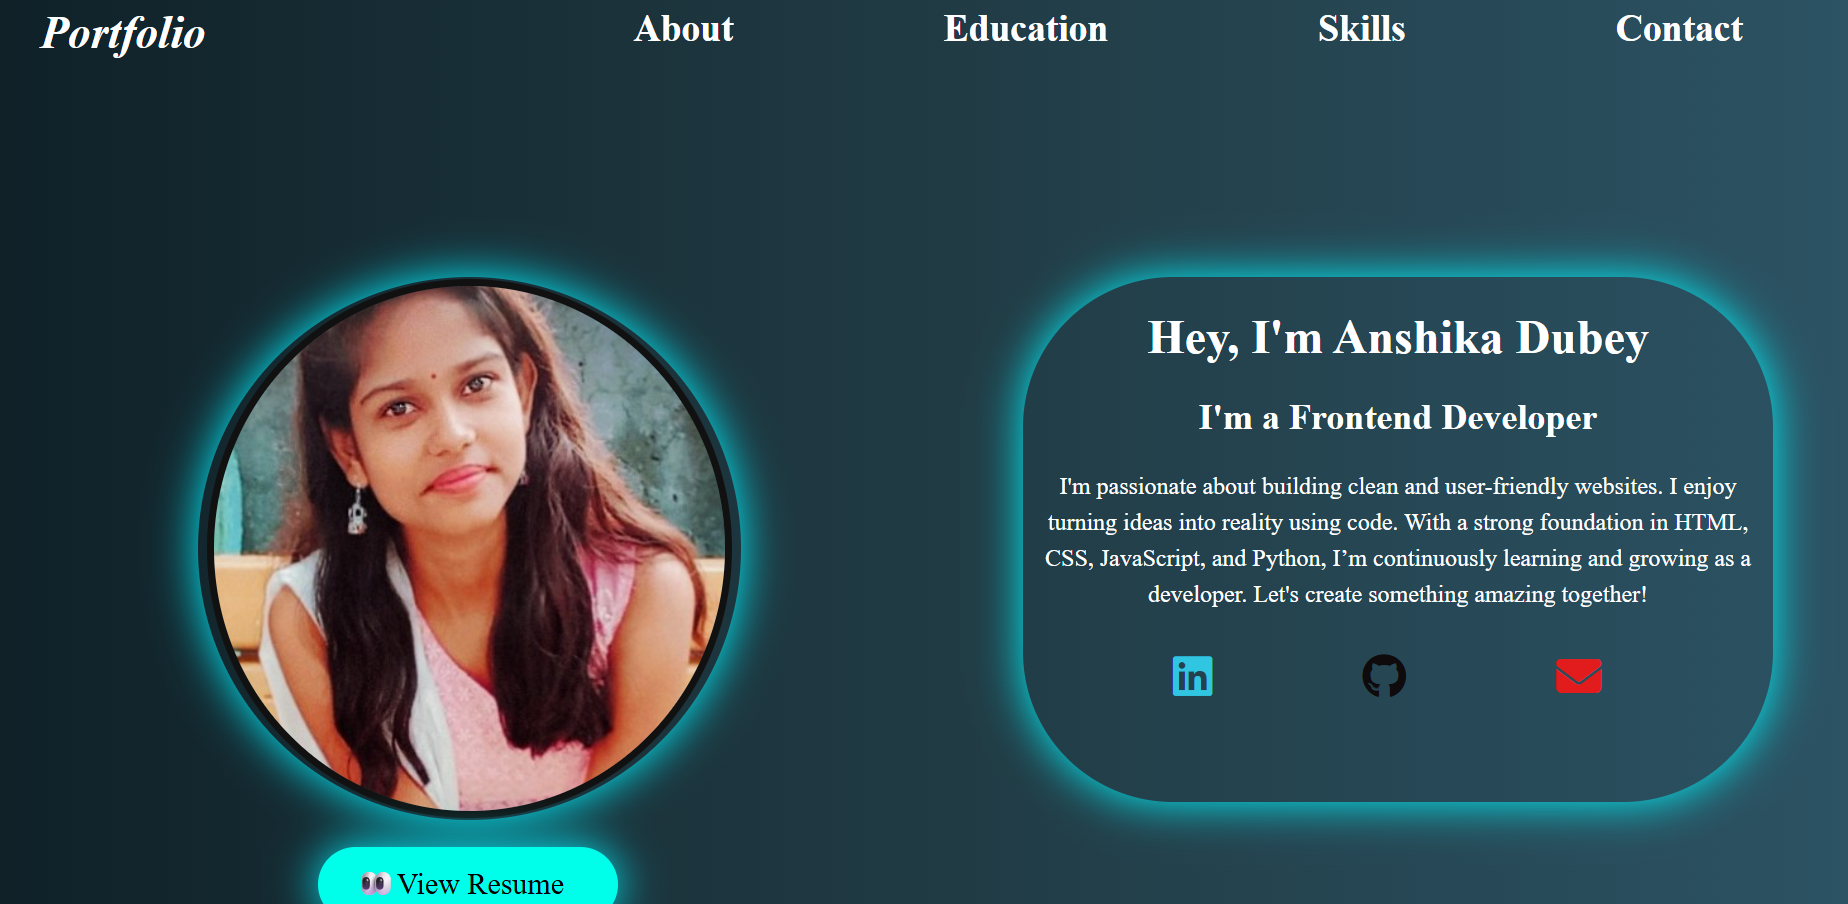 Portfolio
About
Education
Skills
Contact
Hey, I'm Anshika Dubey
I'm a Frontend Developer
I'm passionate about building clean and user-friendly websites. I enjoy
turning ideas into reality using code. With a strong foundation in HTML,
CSS, JavaScript, and Python, I’m continuously learning and growing as a
developer. Let's create something amazing together!
in
👀 View Resume